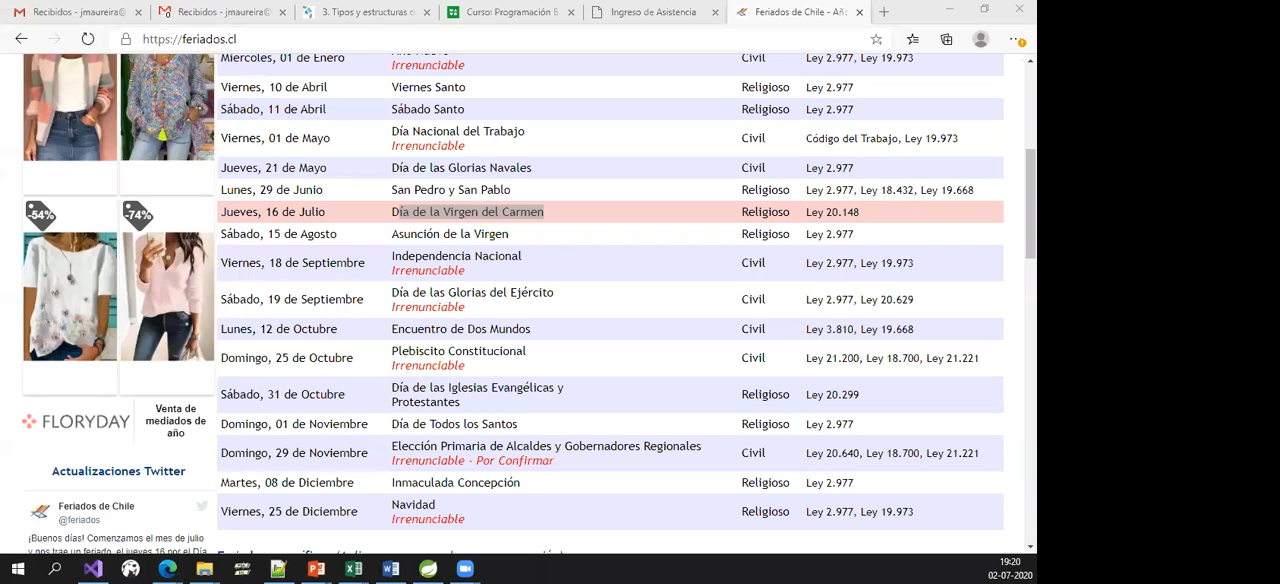 Recibidos - jmaureira@
Recibidos - jmaureira@
3. Tipos y estructuras
Curso: Programación B
Ingreso de Asistencia
Feriados de Chile - Añ
https://feriados.cl
Miércoles, 01 de Enero Año Nuevo Civil Ley 2.977, Ley 19.973
Irrenunciable
Viernes, 10 de Abril Viernes Santo Religioso Ley 2.977
Sábado, 11 de Abril Sábado Santo Religioso Ley 2.977
Viernes, 01 de Mayo Día Nacional del Trabajo Civil Código del Trabajo, Ley 19.973
Irrenunciable
Jueves, 21 de Mayo Día de las Glorias Navales Civil Ley 2.977
Lunes, 29 de Junio San Pedro y San Pablo Religioso Ley 2.977, Ley 18.432, Ley 19.668
Jueves, 16 de Julio Día de la Virgen del Carmen Religioso Ley 20.148
Sábado, 15 de Agosto Asunción de la Virgen Religioso Ley 2.977
Viernes, 18 de Septiembre Independencia Nacional Civil Ley 2.977, Ley 19.973
Irrenunciable
Sábado, 19 de Septiembre Día de las Glorias del Ejército Civil Ley 2.977, Ley 20.629
Irrenunciable
Lunes, 12 de Octubre Encuentro de Dos Mundos Civil Ley 3.810, Ley 19.668
Domingo, 25 de Octubre Plebiscito Constitucional Civil Ley 21.200, Ley 18.700, Ley 21.221
Irrenunciable
Sábado, 31 de Octubre Día de las Iglesias Evangélicas y Religioso Ley 20.299
Protestantes
Domingo, 01 de Noviembre Día de Todos los Santos Religioso Ley 2.977
Domingo, 29 de Noviembre Elección Primaria de Alcaldes y Gobernadores Regionales Civil Ley 20.640, Ley 18.700, Ley 21.221
Irrenunciable - Por Confirmar
Martes, 08 de Diciembre Inmaculada Concepción Religioso Ley 2.977
Viernes, 25 de Diciembre Navidad Religioso Ley 2.977, Ley 19.973
Irrenunciable
-54%
-74%
FLORYDAY
Venta de
mediados de
año
Actualizaciones Twitter
Feriados de Chile
@feriados
¡Buenos días! Comenzamos el mes de julio
y nos trae un feriado, el jueves 16 por el Día
19:20
02-07-2020